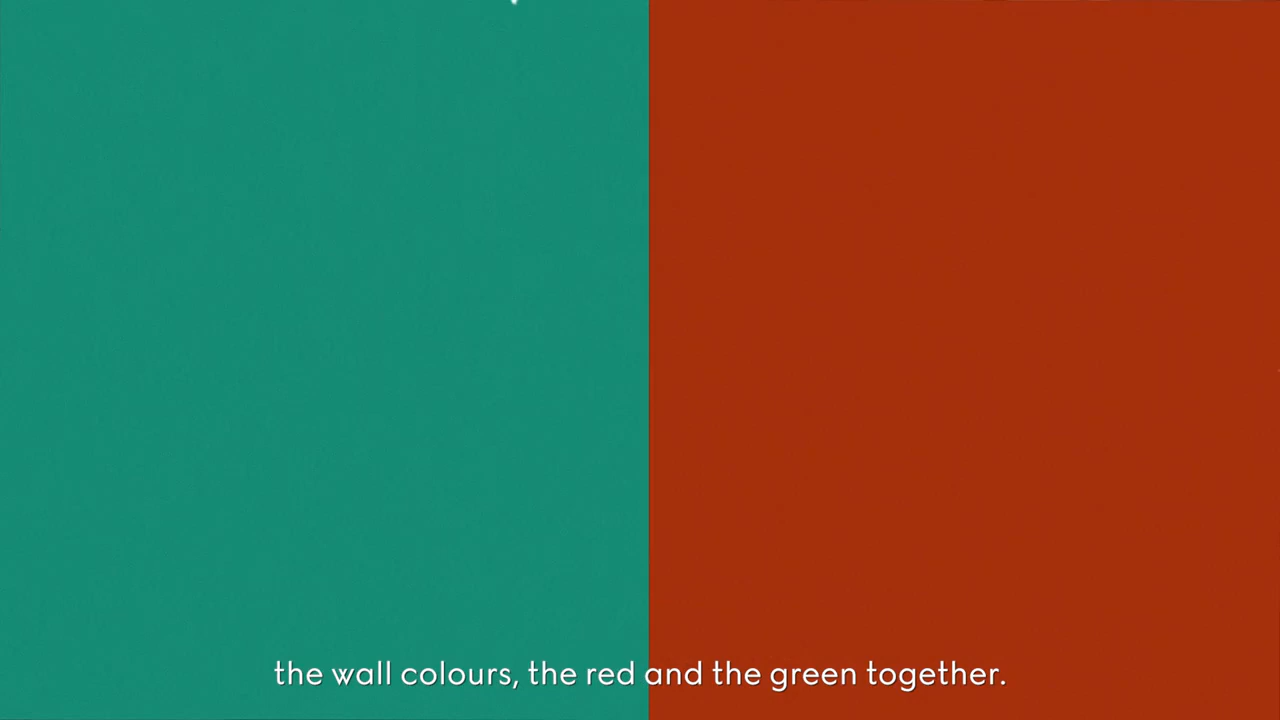 the wall colours, the red and the green together.